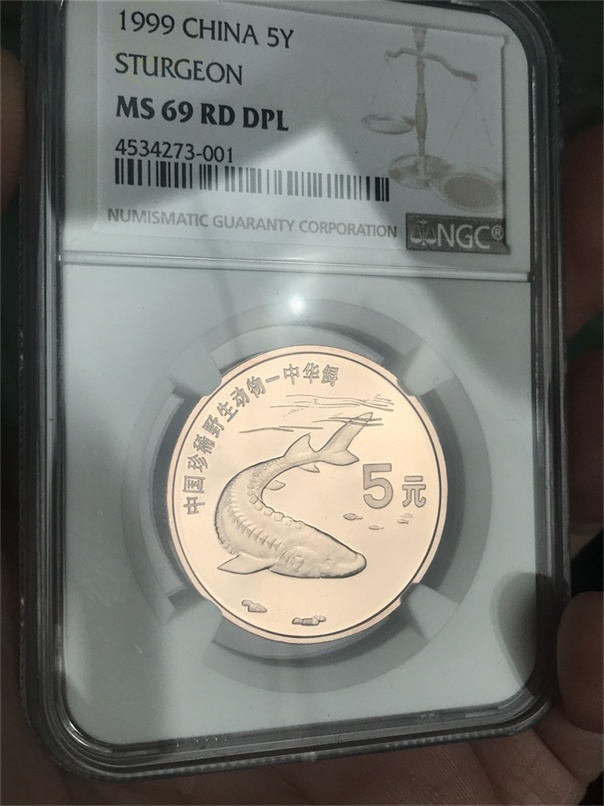 1999 CHINA 5Y
STURGEON
MS 69 RD DPL
4534273-001
NUMISMATIC GUARANTY CORPORATION
NGC®
中国珍稀野生动物—中华鲟
5元